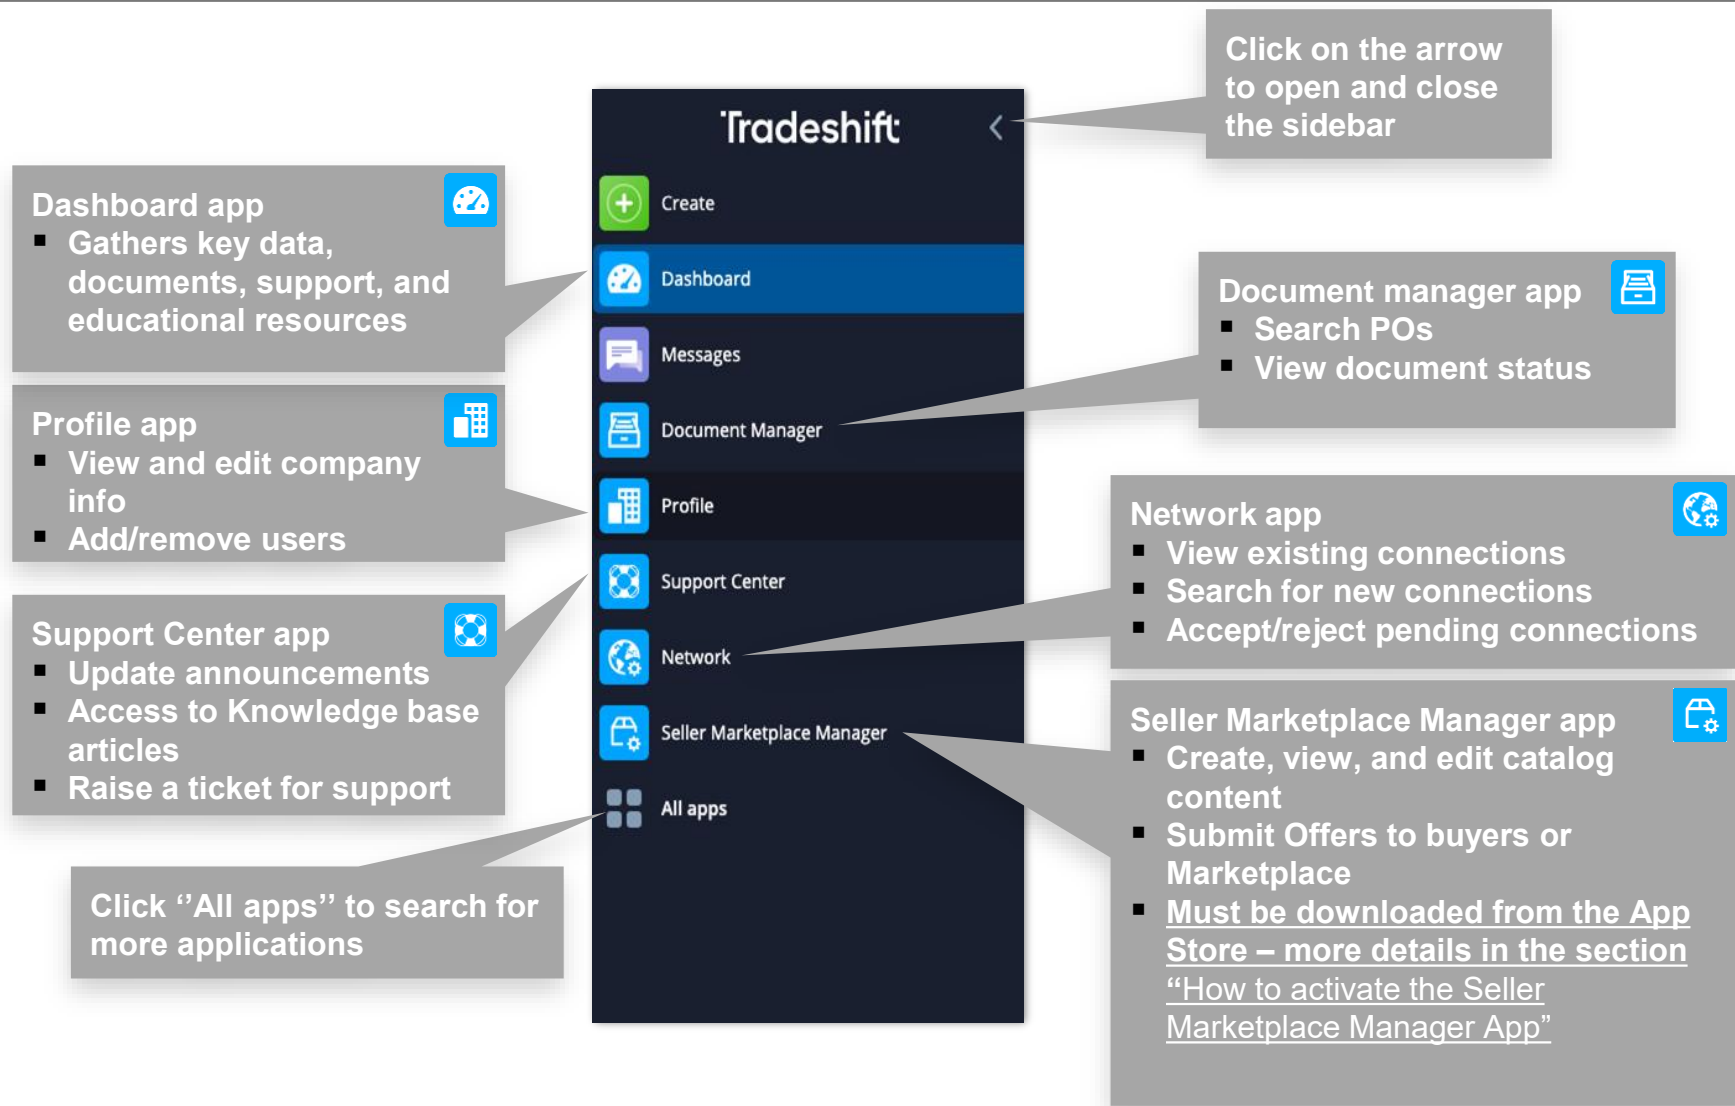 Click on the arrow
to open and close
the sidebar
Tradeshift
Create
Dashboard
Messages
Document Manager
Profile
Support Center
Network
Seller Marketplace Manager
All apps
Dashboard app
▪ Gathers key data,
documents, support, and
educational resources
Profile app
▪ View and edit company
info
▪ Add/remove users
Support Center app
▪ Update announcements
▪ Access to Knowledge base
articles
▪ Raise a ticket for support
Click ‘’All apps’’ to search for
more applications
Document manager app
▪ Search POs
▪ View document status
Network app
▪ View existing connections
▪ Search for new connections
▪ Accept/reject pending connections
Seller Marketplace Manager app
▪ Create, view, and edit catalog
content
▪ Submit Offers to buyers or
Marketplace
▪ Must be downloaded from the App
Store – more details in the section
“How to activate the Seller
Marketplace Manager App”